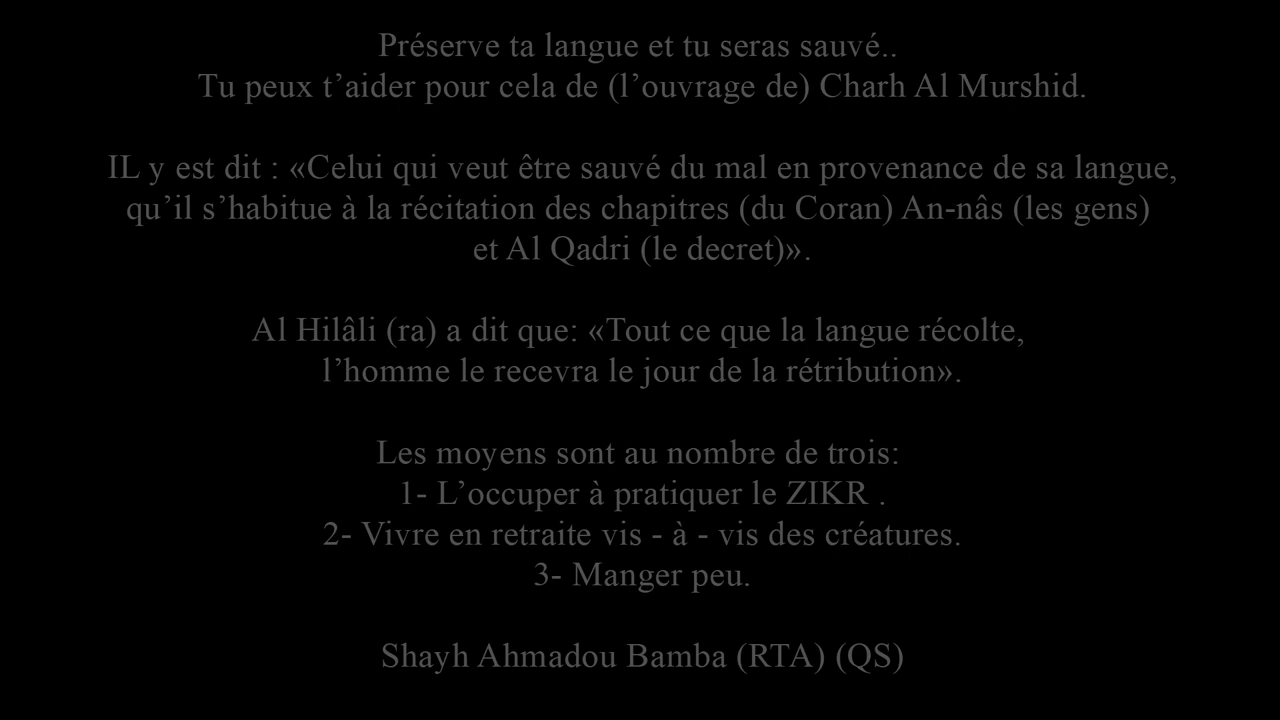 Préserve ta langue et tu seras sauvé..
Tu peux t’aider pour cela de (l’ouvrage de) Charh Al Murshid.
IL y est dit : «Celui qui veut être sauvé du mal en provenance de sa langue,
qu’il s’habitue à la récitation des chapitres (du Coran) An-nâs (les gens)
et Al Qadri (le decret)».
Al Hilâli (ra) a dit que: «Tout ce que la langue récolte,
l’homme le recevra le jour de la rétribution».
Les moyens sont au nombre de trois:
1- L’occuper à pratiquer le ZIKR .
2- Vivre en retraite vis - à - vis des créatures.
3- Manger peu.
Shayh Ahmadou Bamba (RTA) (QS)